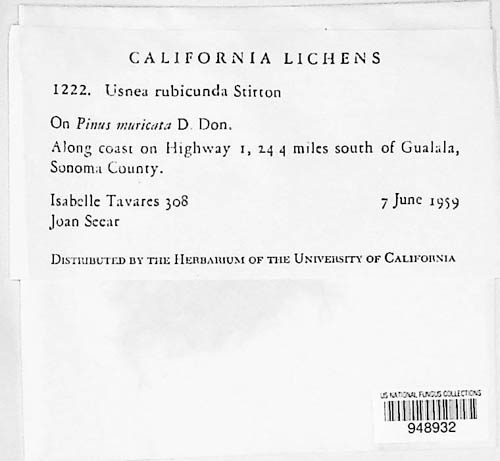 CALIFORNIA LICHENS
1222. Usnea rubicunda Stirton
On Pinus muricata D. Don.
Along coast on Highway 1, 24 4 miles south of Gualala,
Sonoma County.
Isabelle Tavares 308 7 June 1959
Joan Seear
DISTRIBUTED BY THE HERBARIUM OF THE UNIVERSITY OF CALIFORNIA
US NATIONAL FUNGUS COLLECTIONS
948932